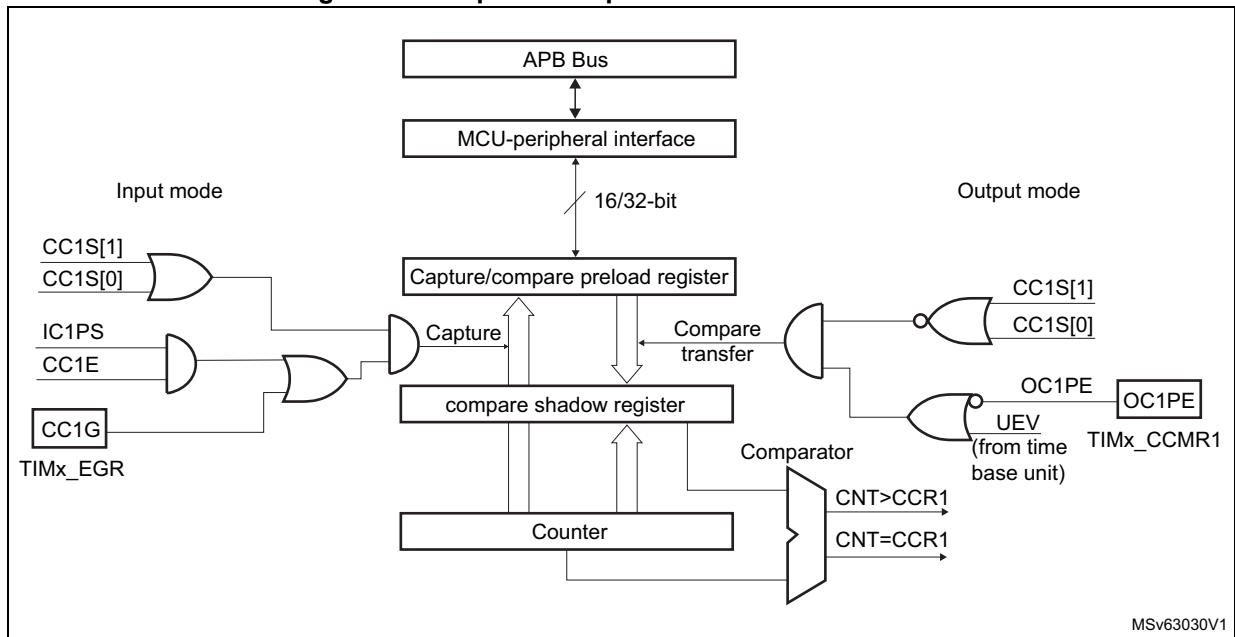 APB Bus
MCU-peripheral interface
Input mode
16/32-bit
Output mode
CC1S[1]
CC1S[0]
Capture/compare preload register
CC1S[1]
CC1S[0]
IC1PS
CC1E
Capture
Compare
transfer
CC1G
TIMx_EGR
compare shadow register
OC1PE
OC1PE
UEV
(from time
base unit)
TIMx_CCMR1
Comparator
CNT>CCR1
Counter
CNT=CCR1
MSv63030V1